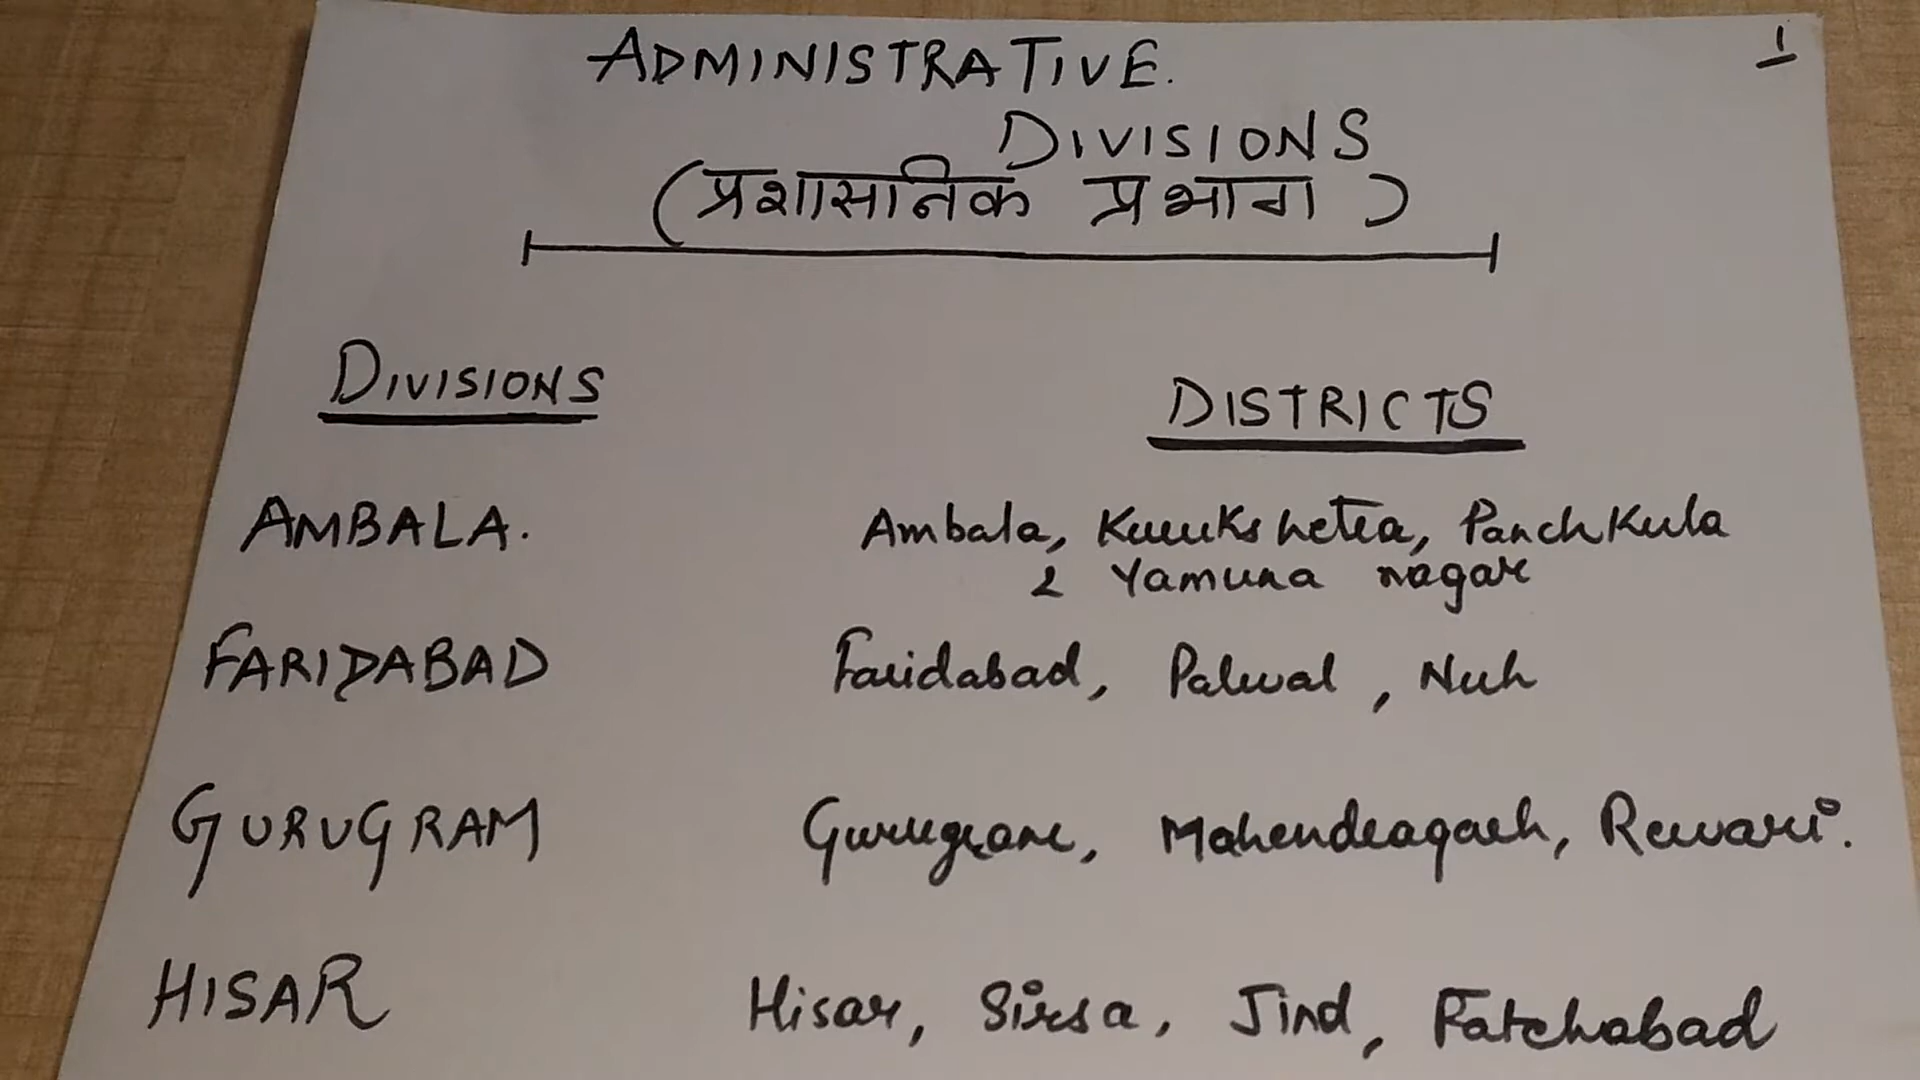 1
ADMINISTRATIVE.
DIVISIONS
(प्रशासनिक प्रभाग)
DIVISIONS
DISTRICTS
AMBALA.
Ambala, Kurukshetra, Panchkula
& Yamuna nagar
FARIDABAD
Faridabad, Palwal, Nuh
GURUGRAM
Gurugram, Mahendragarh, Rewari.
HISAR
Hisar, Sirsa, Jind, Fatehabad